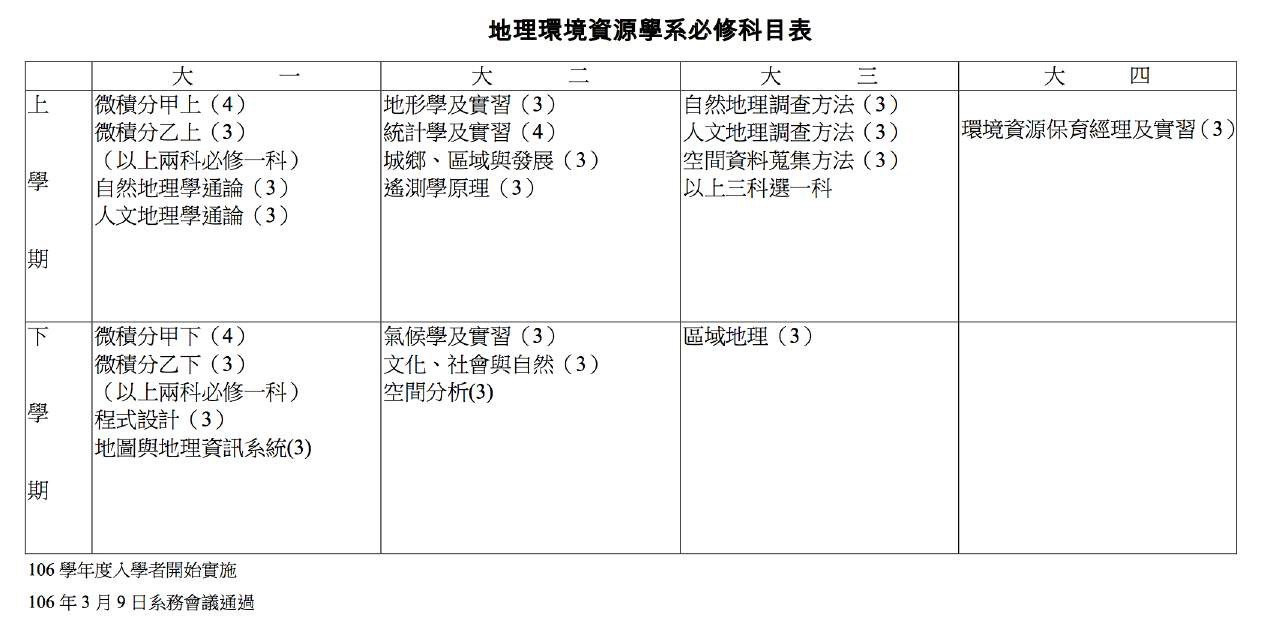 地理環境資源學系必修科目表
大 一
大 二
大 三
大 四
上
學
期
微積分甲上（4）
微積分乙上（3）
（以上兩科必修一科）
自然地理學通論（3）
人文地理學通論（3）
地形學及實習（3）
統計學及實習（4）
城鄉、區域與發展（3）
遙測學原理（3）
自然地理調查方法（3）
人文地理調查方法（3）
空間資料蒐集方法（3）
以上三科選一科
環境資源保育經理及實習（3）
下
學
期
微積分甲下（4）
微積分乙下（3）
（以上兩科必修一科）
程式設計（3）
地圖與地理資訊系統(3)
氣候學及實習（3）
文化、社會與自然（3）
空間分析(3)
區域地理（3）
106 學年度入學者開始實施
106 年 3 月 9 日系務會議通過